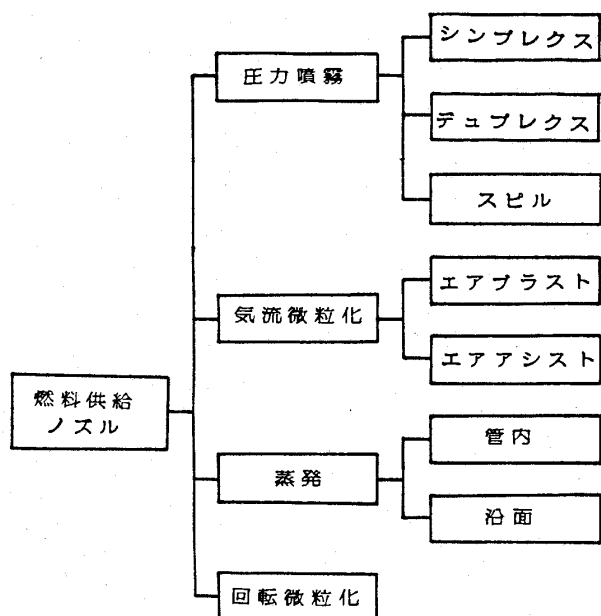 燃料供給
ノズル
圧力噴霧
シンプレクス
デュプレクス
スピル
気流微粒化
エアブラスト
エアアシスト
蒸発
管内
沿面
回転微粒化